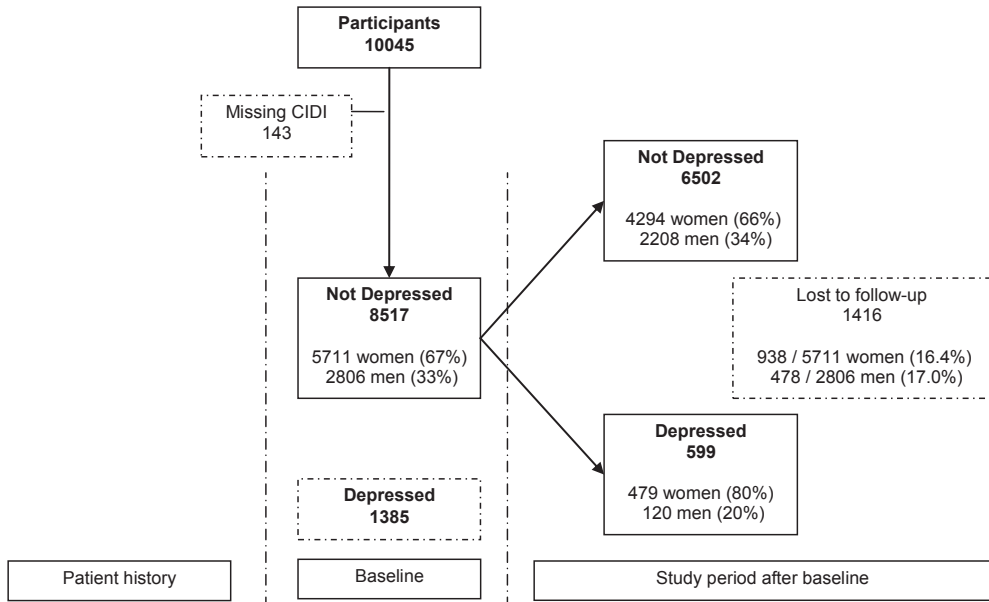 Participants
10045
Missing CIDI
143
Not Depressed
6502
4294 women (66%)
2208 men (34%)
Not Depressed
8517
5711 women (67%)
2806 men (33%)
Lost to follow-up
1416
938 / 5711 women (16.4%)
478 / 2806 men (17.0%)
Depressed
599
479 women (80%)
120 men (20%)
Depressed
1385
Patient history
Baseline
Study period after baseline